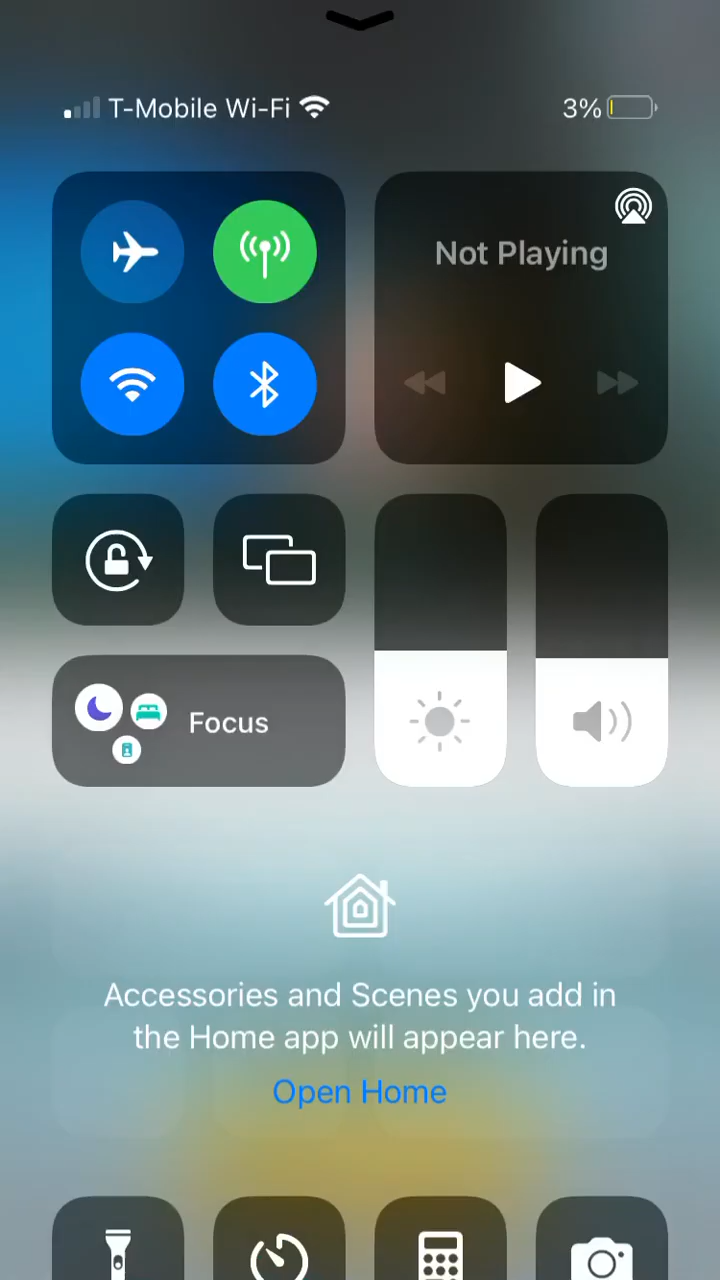 T-Mobile Wi-Fi 3%
Not Playing
Focus
Accessories and Scenes you add in
the Home app will appear here.
Open Home